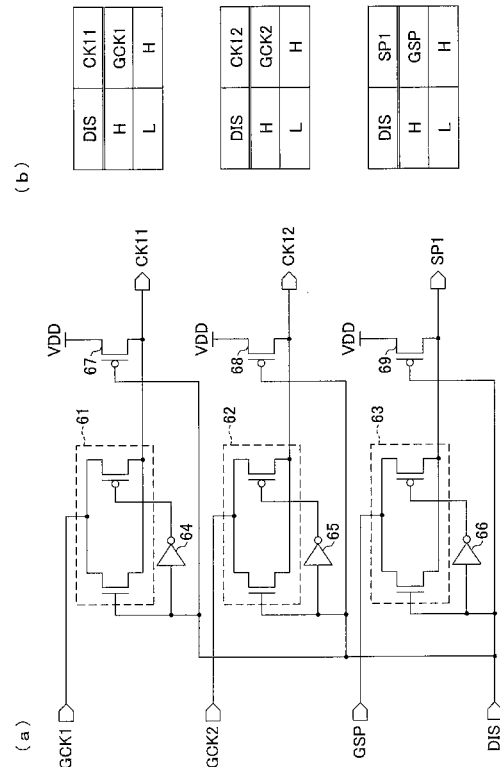 (a)
GCK1
61
VDD
67
CK11
64
GCK2
62
VDD
68
CK12
65
GSP
63
VDD
69
SP1
66
DIS
(b)
DIS CK11
H GCK1
L H
DIS CK12
H GCK2
L H
DIS SP1
H GSP
L H